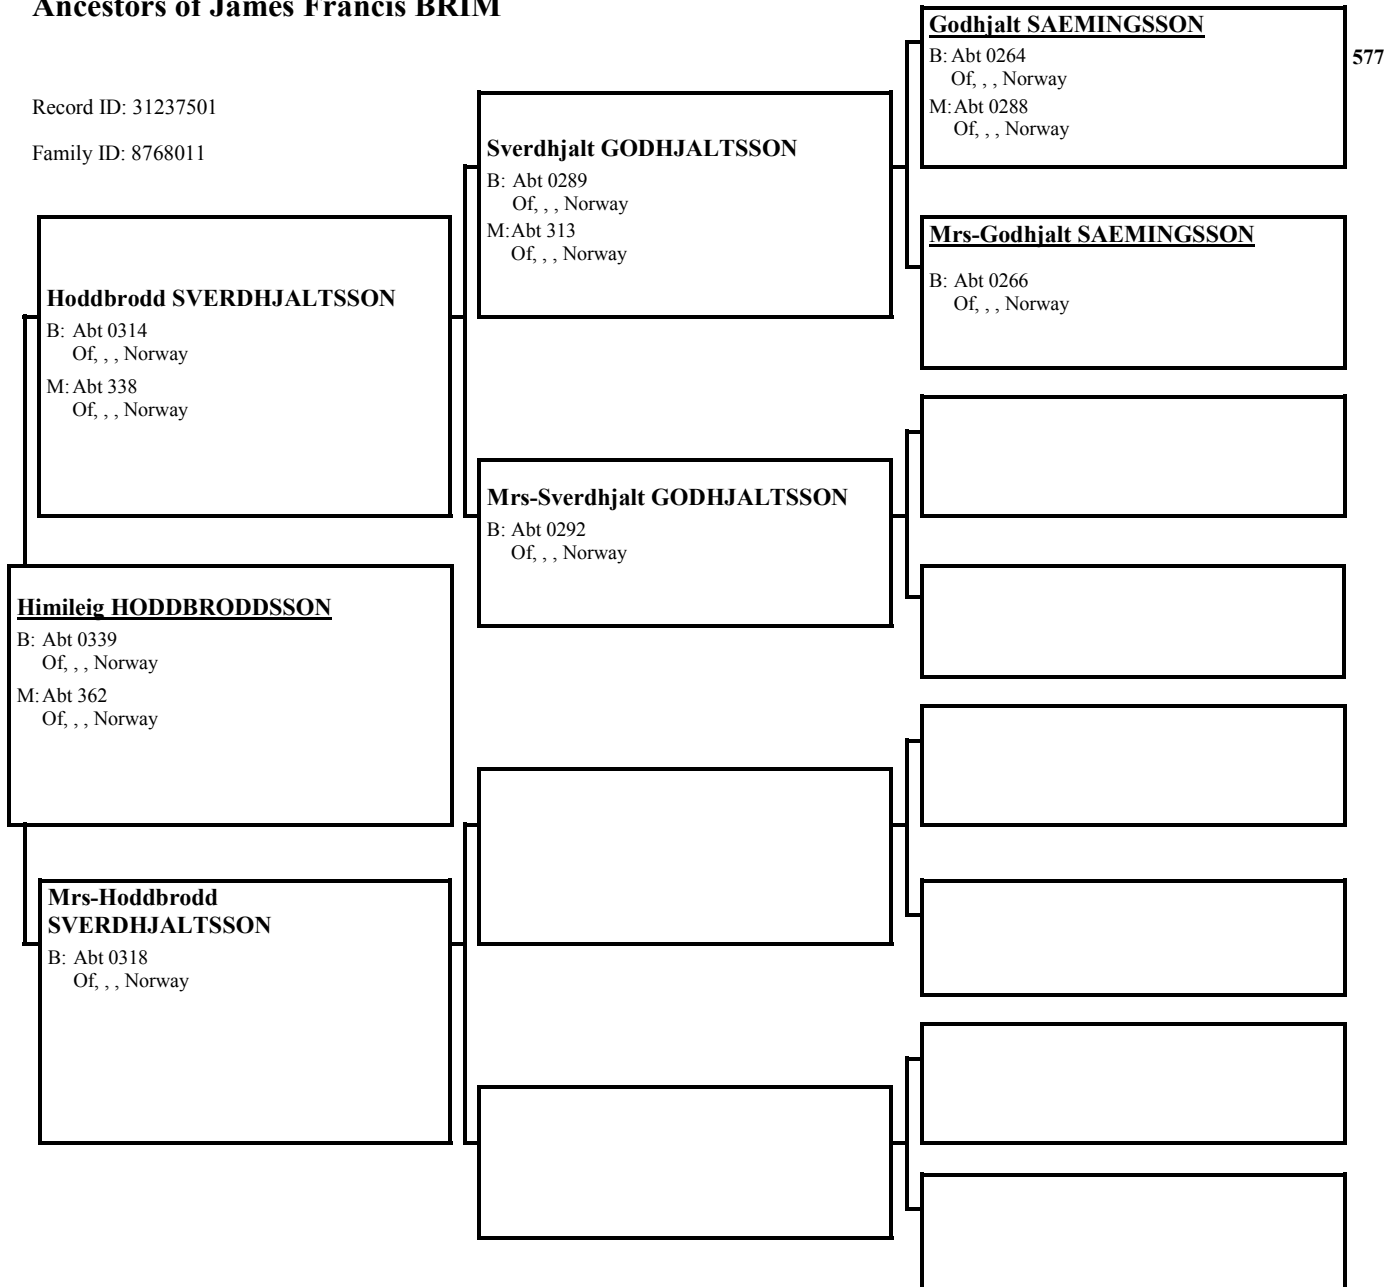 Ancestors of James Francis BRIM
Record ID: 31237501
Family ID: 8768011
Godhjalt SAEMINGSSON
B: Abt 0264
Of, , , Norway
M: Abt 0288
Of, , , Norway
577
Sverdhjalt GODHJALTSSON
B: Abt 0289
Of, , , Norway
M: Abt 313
Of, , , Norway
Mrs-Godhjalt SAEMINGSSON
B: Abt 0266
Of, , , Norway
Hoddbrodd SVERDHJALTSSON
B: Abt 0314
Of, , , Norway
M: Abt 338
Of, , , Norway
Mrs-Sverdhjalt GODHJALTSSON
B: Abt 0292
Of, , , Norway
Himileig HODDBRODDSSON
B: Abt 0339
Of, , , Norway
M: Abt 362
Of, , , Norway
Mrs-Hoddbrodd
SVERDHJALTSSON
B: Abt 0318
Of, , , Norway